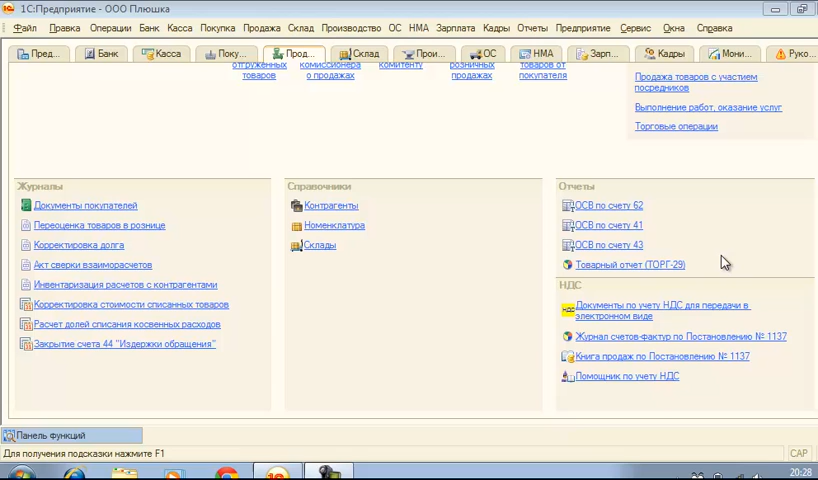 1С:Предприятие - ООО Плюшка
Файл Правка Операции Банк Касса Покупка Продажа Склад Производство ОС НМА Зарплата Кадры Отчеты Предприятие Сервис Окна Справка
Пред... Банк Касса Поку... Прод... Склад Прои... ОС НМА Зарп... Кадры Мони... Руко...
отгруженных
товаров
комиссионера
о продажах
комитенту
розничных
продажах
товаров от
покупателя
Продажа товаров с участием
посредников
Выполнение работ, оказание услуг
Торговые операции
Журналы
Документы покупателей
Переоценка товаров в рознице
Корректировка долга
Акт сверки взаиморасчетов
Инвентаризация расчетов с контрагентами
Корректировка стоимости списанных товаров
Расчет долей списания косвенных расходов
Закрытие счета 44 "Издержки обращения"
Справочники
Контрагенты
Номенклатура
Склады
Отчеты
ОСВ по счету 62
ОСВ по счету 41
ОСВ по счету 43
Товарный отчет (ТОРГ-29)
НДС
Документы по учету НДС для передачи в
электронном виде
Журнал счетов-фактур по Постановлению № 1137
Книга продаж по Постановлению № 1137
Помощник по учету НДС
Панель функций
Для получения подсказки нажмите F1
CAP
20:28